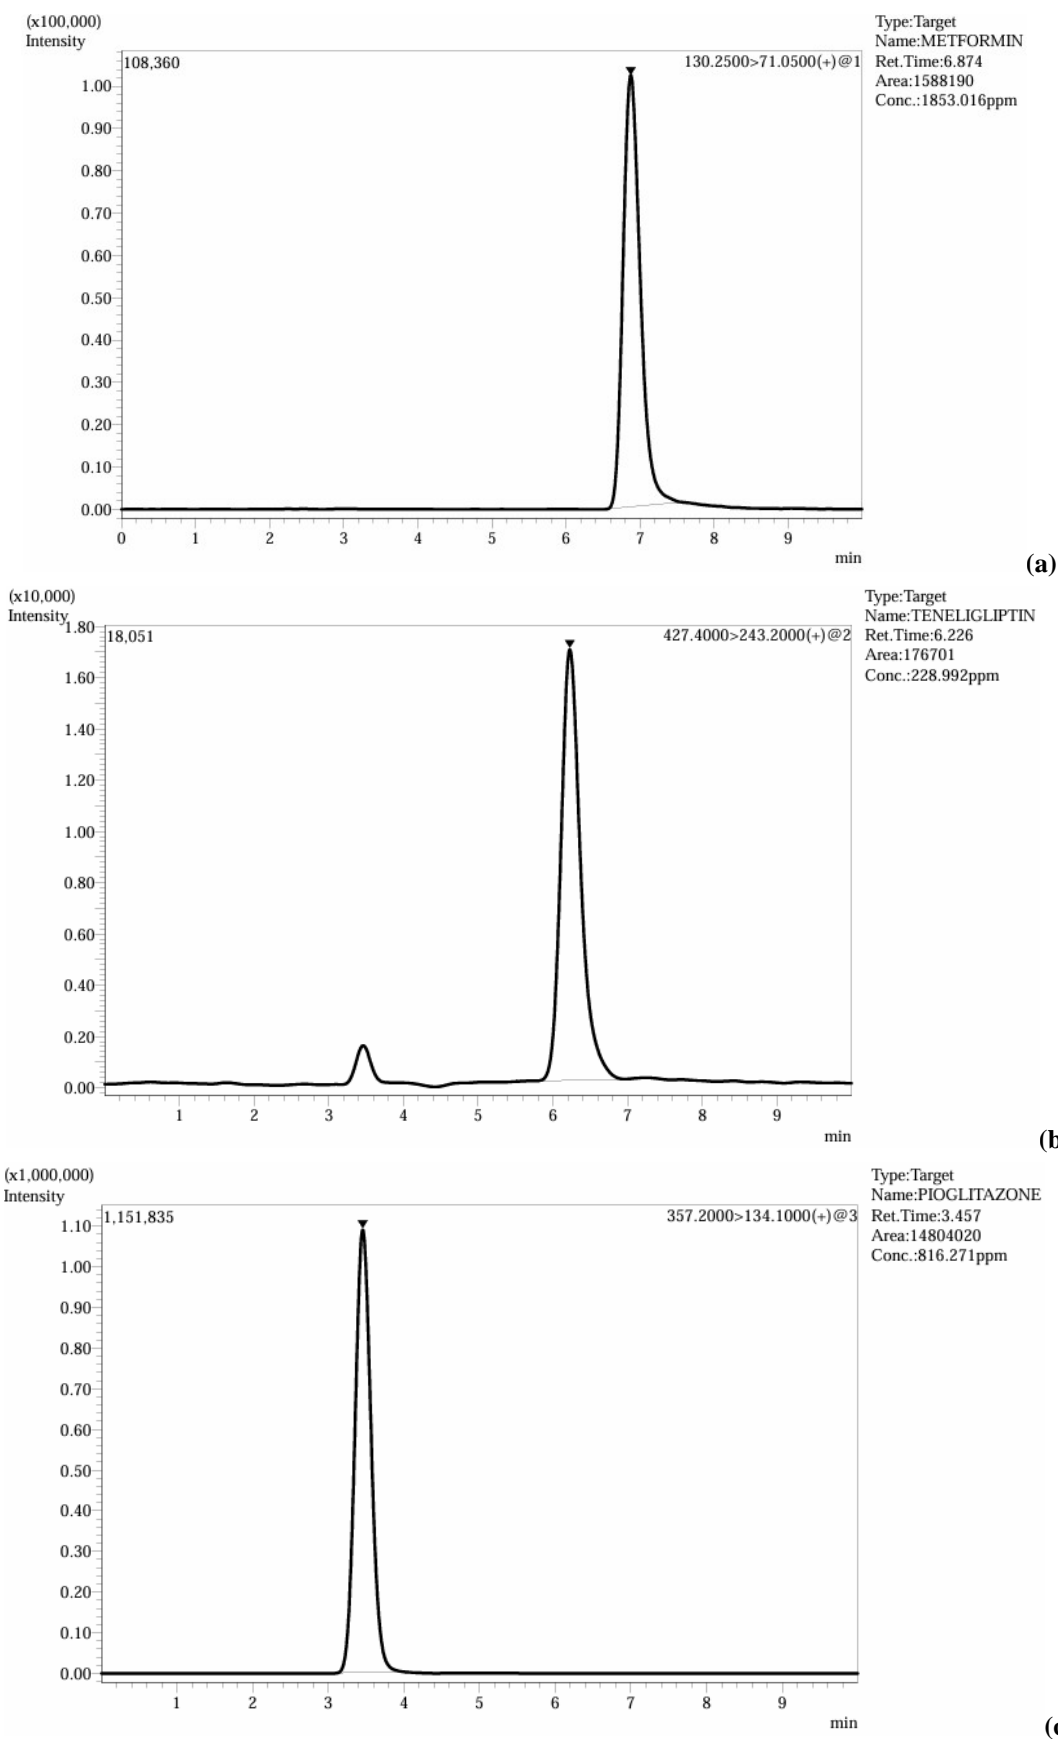 (x100,000)
Intensity
108,360
130.2500>71.0500(+)@1
Type:Target
Name:METFORMIN
Ret.Time:6.874
Area:1588190
Conc.:1853.016ppm
1.00
0.90
0.80
0.70
0.60
0.50
0.40
0.30
0.20
0.10
0.00
0 1 2 3 4 5 6 7 8 9
min
(a)
(x10,000)
Intensity
18,051
427.4000>243.2000(+)@2
Type:Target
Name:TENELIGLIPTIN
Ret.Time:6.226
Area:176701
Conc.:228.992ppm
1.80
1.60
1.40
1.20
1.00
0.80
0.60
0.40
0.20
0.00
1 2 3 4 5 6 7 8 9
min
(b
(x1,000,000)
Intensity
1,151,835
357.2000>134.1000(+)@3
Type:Target
Name:PIOGLITAZONE
Ret.Time:3.457
Area:14804020
Conc.:816.271ppm
1.10
1.00
0.90
0.80
0.70
0.60
0.50
0.40
0.30
0.20
0.10
0.00
1 2 3 4 5 6 7 8 9
min